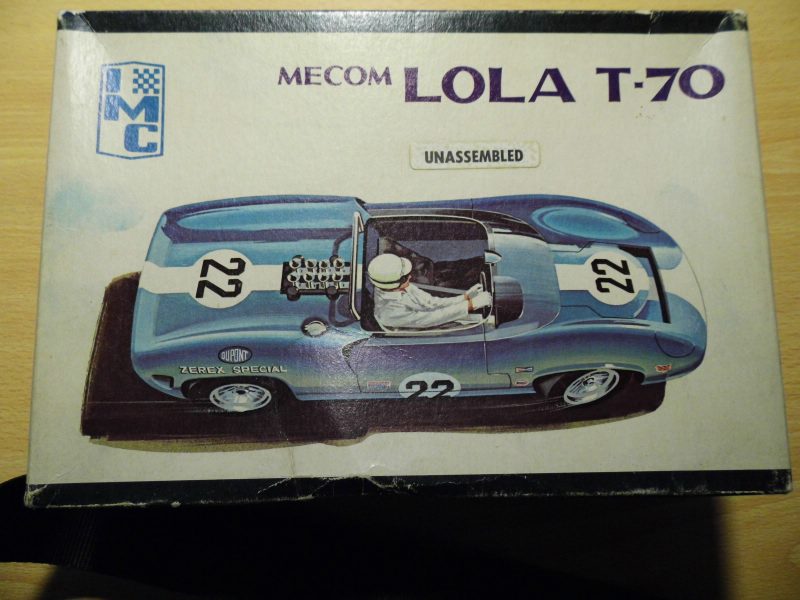 IMC
MECOM LOLA T-70
UNASSEMBLED
22
22
DUPONT
ZEREX SPECIAL
22